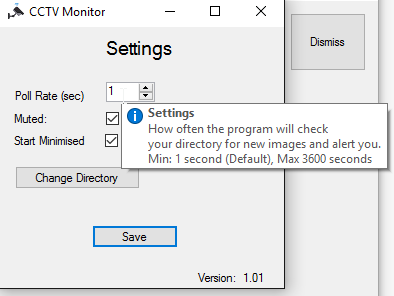 CCTV Monitor
Settings
Dismiss
Poll Rate (sec) 1
Muted:
Start Minimised
Settings
How often the program will check
your directory for new images and alert you.
Min: 1 second (Default), Max 3600 seconds
Change Directory
Save
Version: 1.01